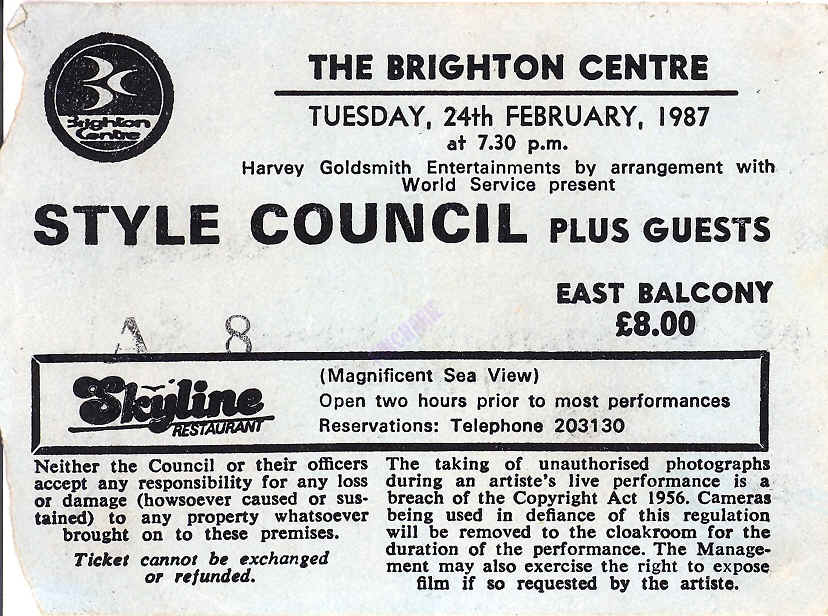 BC
Brighton
Centre
THE BRIGHTON CENTRE
TUESDAY, 24th FEBRUARY, 1987
at 7.30 p.m.
Harvey Goldsmith Entertainments by arrangement with
World Service present
STYLE COUNCIL PLUS GUESTS
EAST BALCONY
£8.00
A 8
Skyline
RESTAURANT
(Magnificent Sea View)
Open two hours prior to most performances
Reservations: Telephone 203130
Neither the Council or their officers
accept any responsibility for any loss
or damage (howsoever caused or sus-
tained) to any property whatsoever
brought on to these premises.
Ticket cannot be exchanged
or refunded.
The taking of unauthorised photographs
during an artiste's live performance is a
breach of the Copyright Act 1956. Cameras
being used in defiance of this regulation
will be removed to the cloakroom for the
duration of the performance. The Manage-
ment may also exercise the right to expose
film if so requested by the artiste.